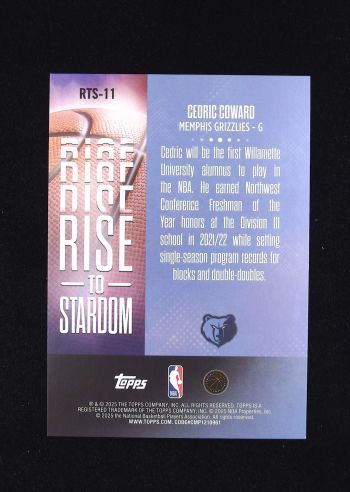 RTS-11
RISE
RISE
RISE
RISE
TO
STARDOM
CEDRIC COWARD
MEMPHIS GRIZZLIES - G
Cedric will be the first Willamette
University alumnus to play in
the NBA. He earned Northwest
Conference Freshman of the
Year honors at the Division III
school in 2021/22 while setting
single-season program records for
blocks and double-doubles.
TOPPS
NBA
® & © 2025 THE TOPPS COMPANY, INC. ALL RIGHTS RESERVED. TOPPS IS A
REGISTERED TRADEMARK OF THE TOPPS COMPANY, INC. © 2025 NBA Properties, Inc.
© 2025 the National Basketball Players Association. All rights reserved.
WWW.TOPPS.COM. CODE#CMP121096I